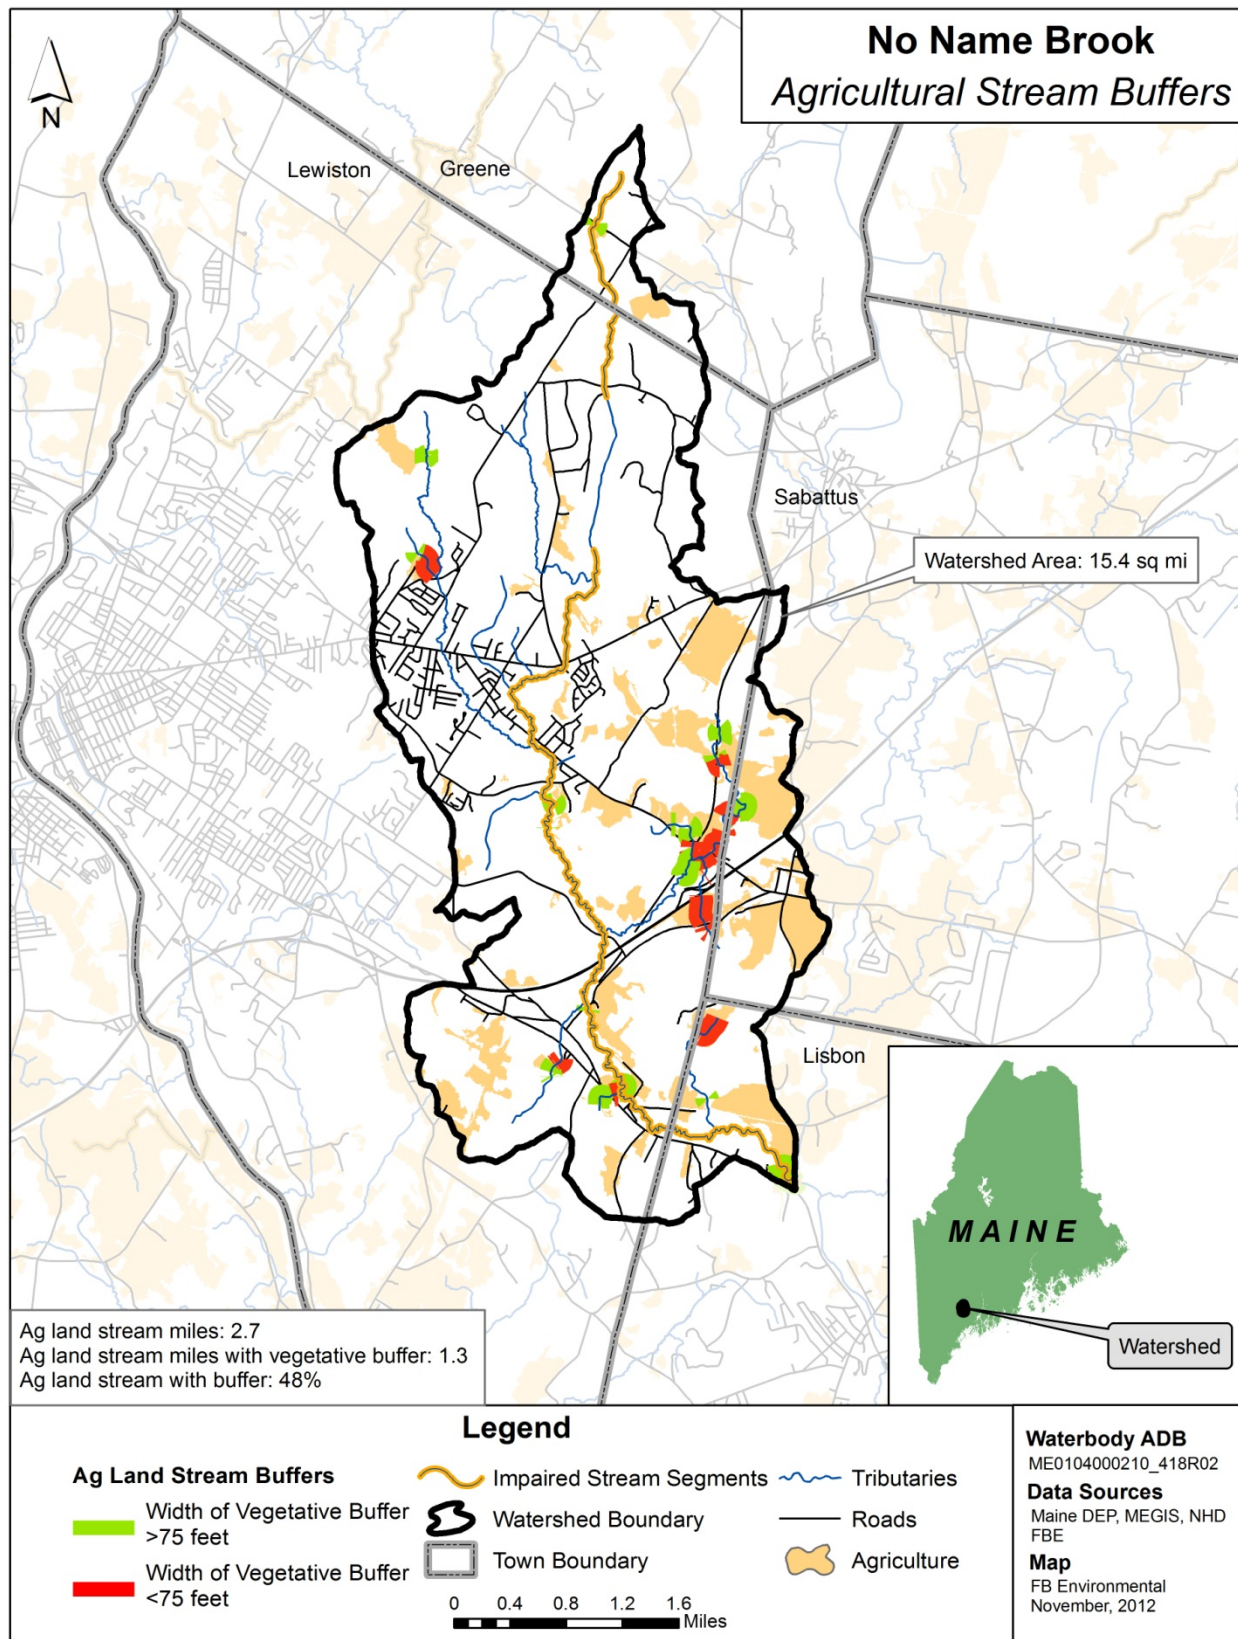 No Name Brook
Agricultural Stream Buffers
N
Lewiston
Greene
Sabattus
Watershed Area: 15.4 sq mi
Lisbon
MAINE
Watershed
Ag land stream miles: 2.7
Ag land stream miles with vegetative buffer: 1.3
Ag land stream with buffer: 48%
Legend
Ag Land Stream Buffers
Width of Vegetative Buffer
>75 feet
Width of Vegetative Buffer
<75 feet
Impaired Stream Segments
Watershed Boundary
Town Boundary
0 0.4 0.8 1.2 1.6
Miles
Tributaries
Roads
Agriculture
Waterbody ADB
ME0104000210_418R02
Data Sources
Maine DEP, MEGIS, NHD
FBE
Map
FB Environmental
November, 2012